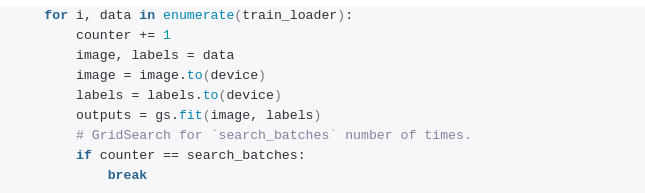 for i, data in enumerate(train_loader):
    counter += 1
    image, labels = data
    image = image.to(device)
    labels = labels.to(device)
    outputs = gs.fit(image, labels)
    # GridSearch for `search_batches` number of times.
    if counter == search_batches:
        break